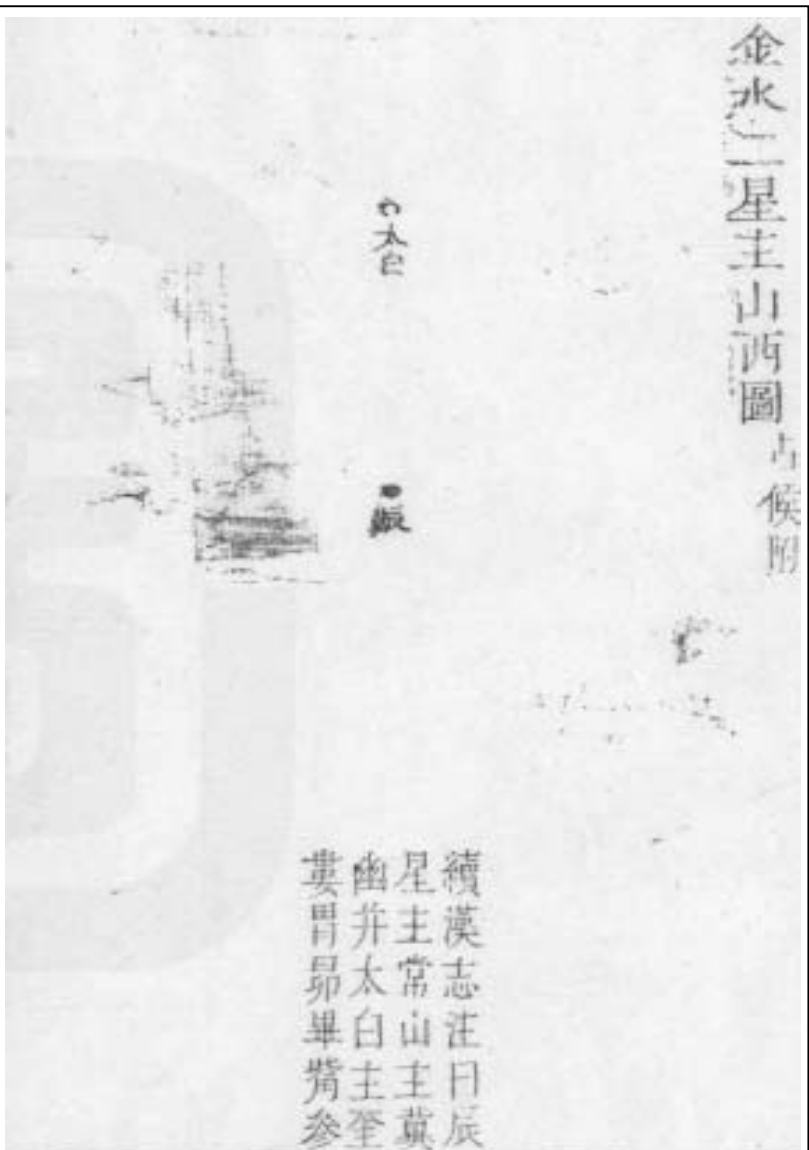 金水二星主山西圖 占候附
太白
辰
續漢志注曰辰
星主常山主冀
幽并太白主奎
婁胃昴畢觜參